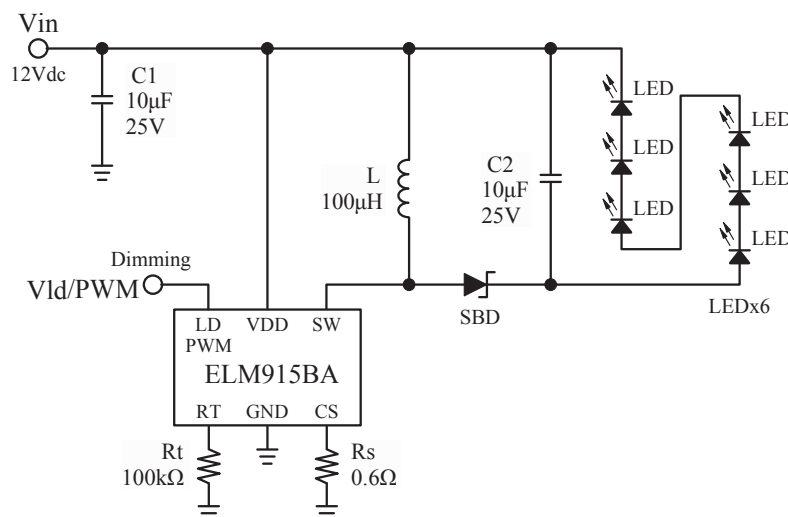 Vin
12Vdc
C1
10μF
25V
L
100μH
C2
10μF
25V
LED
LED
LED
LED
LED
LED
Dimming
Vld/PWM
SBD
LEDx6
LD VDD SW
PWM
ELM915BA
RT GND CS
Rt
100kΩ
Rs
0.6Ω